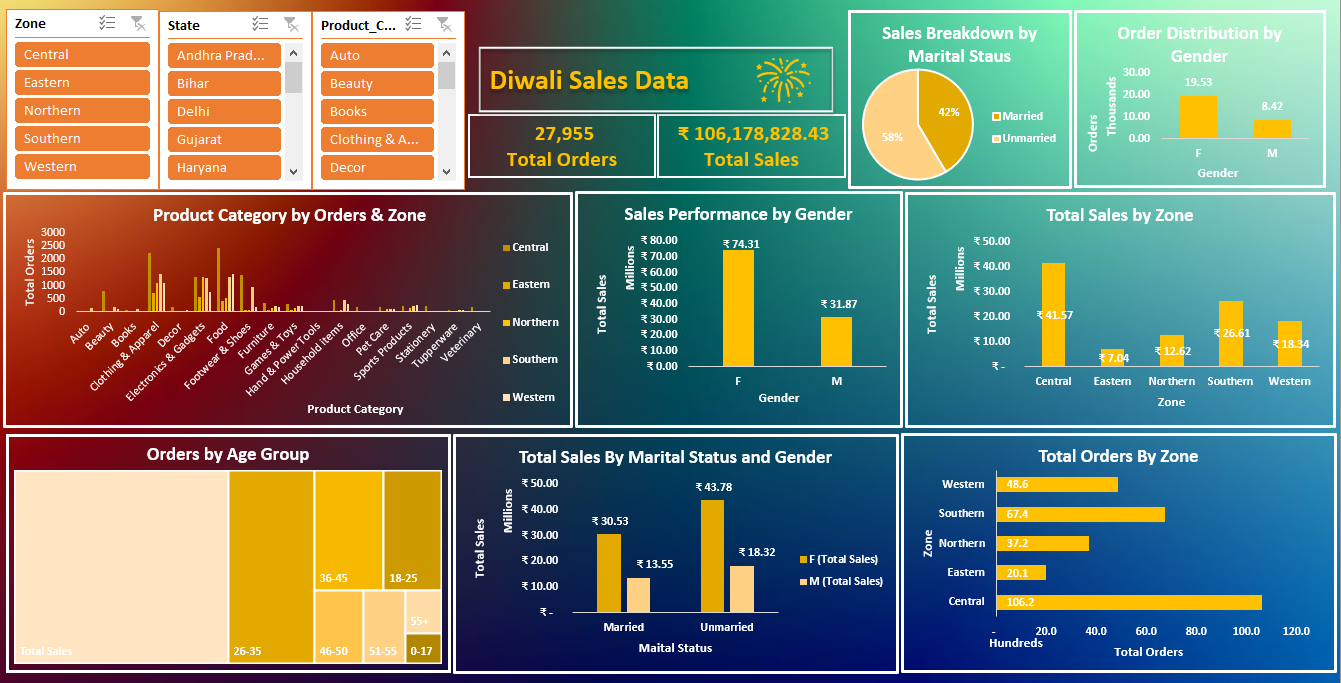 Zone
Central
Eastern
Northern
Southern
Western
State
Andhra Prad...
Bihar
Delhi
Gujarat
Haryana
Product_C...
Auto
Beauty
Books
Clothing & A...
Decor
Diwali Sales Data
27,955
Total Orders
₹ 106,178,828.43
Total Sales
Sales Breakdown by
Marital Staus
42%
58%
Married
Unmarried
Order Distribution by
Gender
Orders
Thousands
30.00
20.00
10.00
0.00
19.53
8.42
F
M
Gender
Product Category by Orders & Zone
Total Orders
3000
2500
2000
1500
1000
500
0
Auto
Beauty
Books
Clothing & Apparel
Decor
Electronics & Gadgets
Food
Footwear & Shoes
Furniture
Games & Toys
Hand & Power Tools
Household items
Office
Pet Care
Sports Products
Stationery
Tupperware
Veterinary
Product Category
Central
Eastern
Northern
Southern
Western
Sales Performance by Gender
Total Sales
Millions
₹ 80.00
₹ 70.00
₹ 60.00
₹ 50.00
₹ 40.00
₹ 30.00
₹ 20.00
₹ 10.00
₹ 0.00
₹ 74.31
₹ 31.87
F
M
Gender
Total Sales by Zone
Total Sales
Millions
₹ 50.00
₹ 40.00
₹ 30.00
₹ 20.00
₹ 10.00
₹ -
₹ 41.57
₹ 7.04
₹ 12.62
₹ 26.61
₹ 18.34
Central
Eastern
Northern
Southern
Western
Zone
Orders by Age Group
Total Sales
26-35
36-45
18-25
46-50
51-55
55+
0-17
Total Sales By Marital Status and Gender
Total Sales
Millions
₹ 50.00
₹ 40.00
₹ 30.00
₹ 20.00
₹ 10.00
₹ -
₹ 30.53
₹ 13.55
₹ 43.78
₹ 18.32
Married
Unmarried
Maital Status
F (Total Sales)
M (Total Sales)
Total Orders By Zone
Zone
Western
Southern
Northern
Eastern
Central
48.6
67.4
37.2
20.1
106.2
-
20.0
40.0
60.0
80.0
100.0
120.0
Hundreds
Total Orders